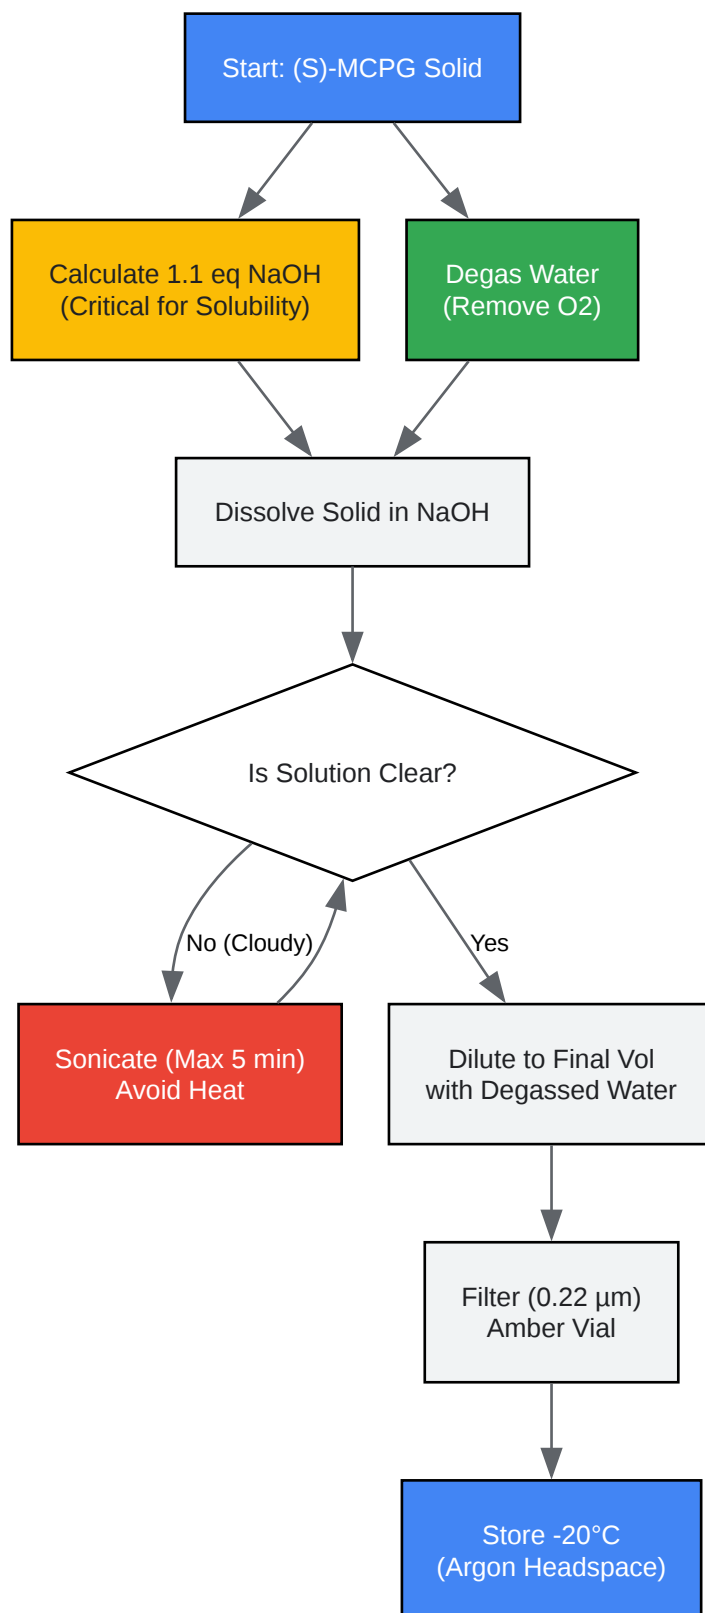 Start: (S)-MCPG Solid
Calculate 1.1 eq NaOH
(Critical for Solubility)
Degas Water
(Remove O2)
Dissolve Solid in NaOH
Is Solution Clear?
No (Cloudy)
Yes
Sonicate (Max 5 min)
Avoid Heat
Dilute to Final Vol
with Degassed Water
Filter (0.22 µm)
Amber Vial
Store -20°C
(Argon Headspace)